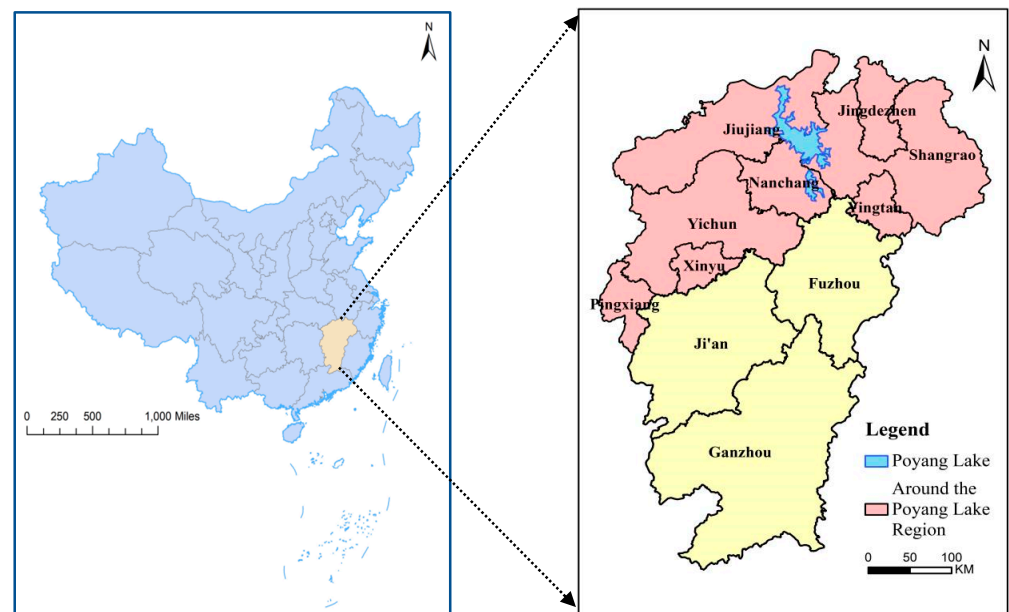 N
0 250 500 1,000 Miles
N
Jingdezhen
Jiujiang
Shangrao
Nanchang
Yingtan
Yichun
Xinyu
Fuzhou
Pingxiang
Ji'an
Ganzhou
Legend
Poyang Lake
Around the
Poyang Lake
Region
0 50 100
KM